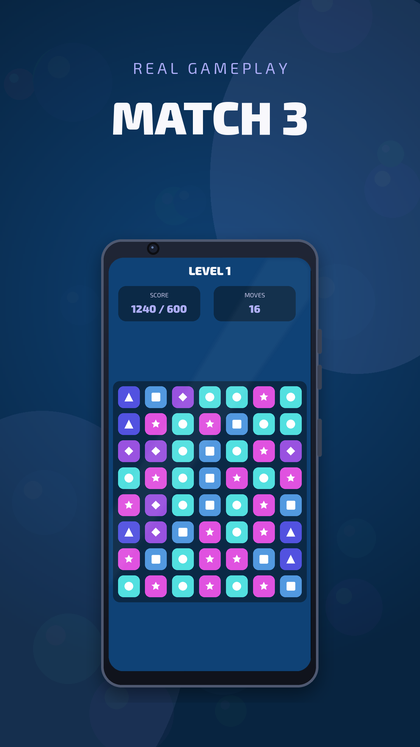 REAL GAMEPLAY
MATCH 3
LEVEL 1
SCORE
1240 / 600
MOVES
16